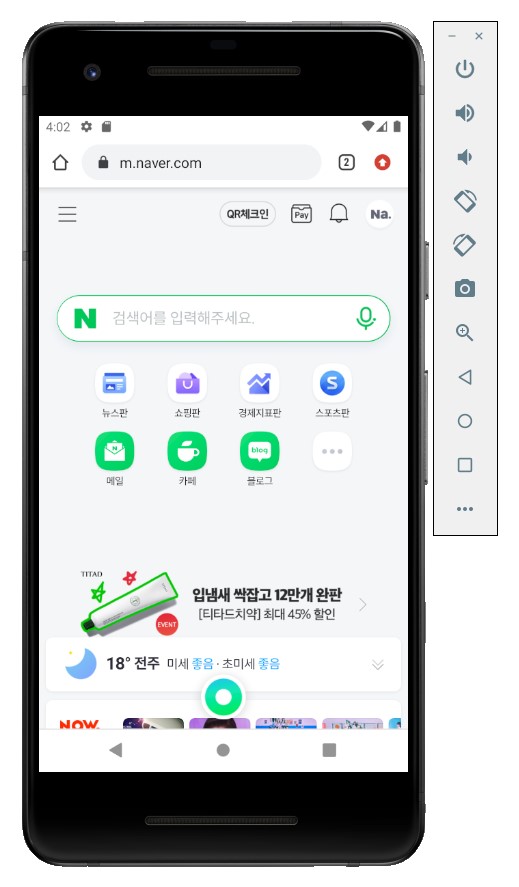 4:02
m.naver.com
2
QR체크인
Pay
Na.
N
검색어를 입력해주세요.
S
뉴스판
쇼핑판
경제지표판
스포츠판
N
blog
메일
카페
블로그
TITAD
입냄새 싹잡고 12만개 완판
[티타드치약] 최대 45% 할인
EVENT
18° 전주 미세 좋음 · 초미세 좋음
NOW.